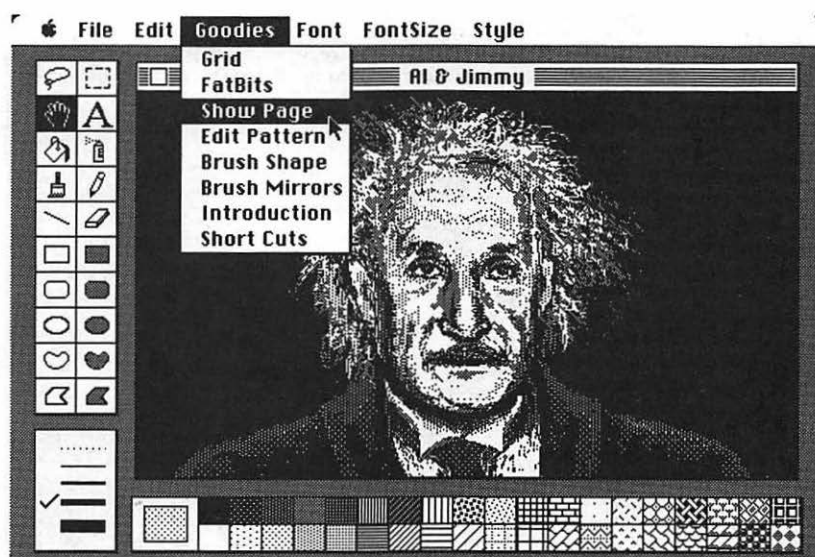 File Edit Goodies Font FontSize Style
Grid
FatBits
Show Page
Edit Pattern
Brush Shape
Brush Mirrors
Introduction
Short Cuts
Al & Jimmy
A